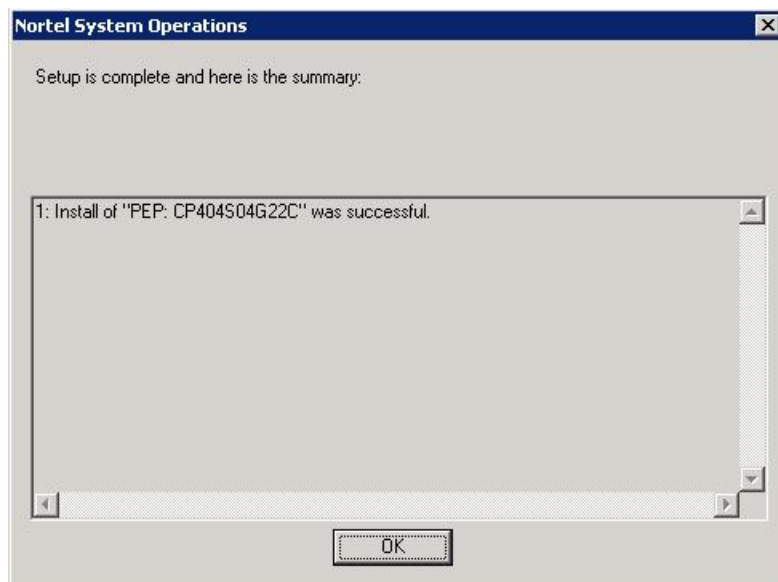 Nortel System Operations
Setup is complete and here is the summary:
1: Install of "PEP: CP404S04G22C" was successful.
OK